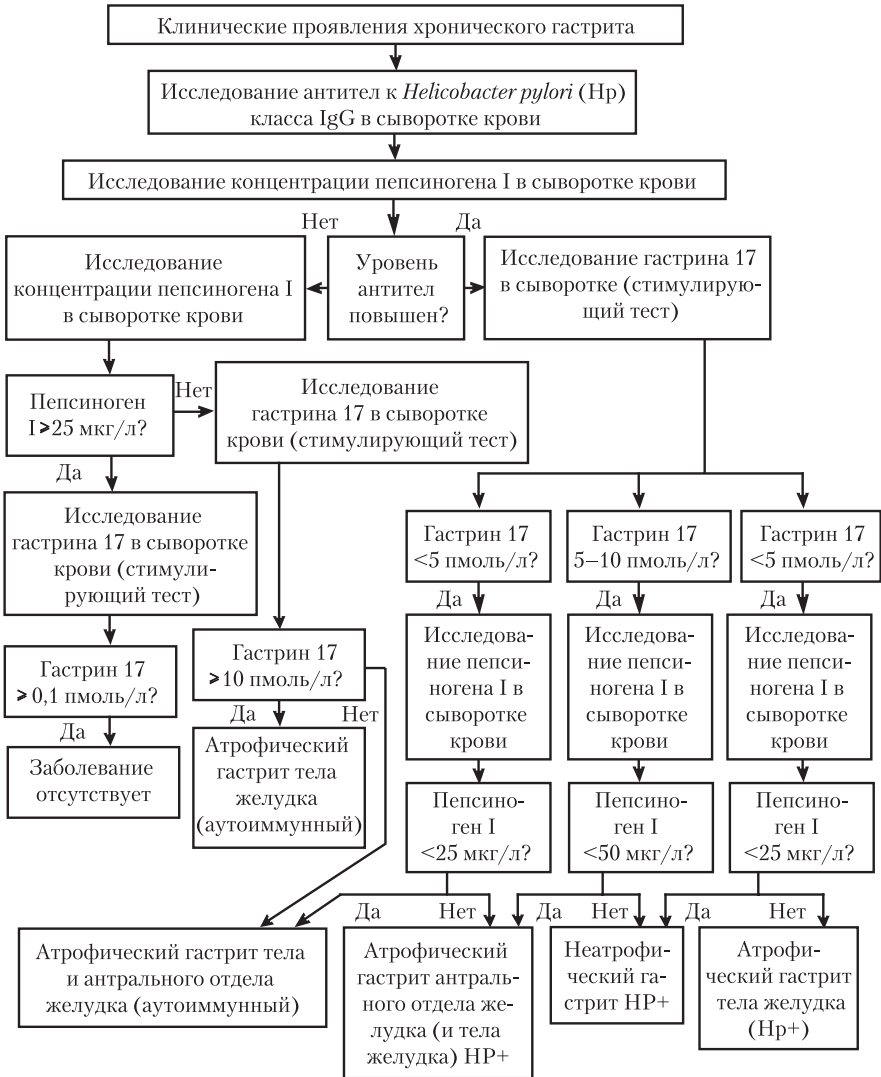 Клинические проявления хронического гастрита
Исследование антител к Helicobacter pylori (Hp)
класса IgG в сыворотке крови
Исследование концентрации пепсиногена I в сыворотке крови
Нет
Да
Исследование
концентрации пепсиногена I
в сыворотке крови
Уровень
антител
повышен?
Исследование гастрина 17
в сыворотке (стимулирую-
щий тест)
Пепсиноген
I ⩾ 25 мкг/л?
Нет
Исследование
гастрина 17 в сыворотке
крови (стимулирующий тест)
Да
Исследование
гастрина 17 в сыворотке
крови (стимули-
рующий тест)
Гастрин 17
<5 пмоль/л?
Гастрин 17
5–10 пмоль/л?
Гастрин 17
<5 пмоль/л?
Да
Да
Да
Исследова-
ние пепси-
ногена I в
сыворотке
крови
Исследова-
ние пепси-
ногена I в
сыворотке
крови
Исследова-
ние пепси-
ногена I в
сыворотке
крови
Гастрин 17
⩾ 0,1 пмоль/л?
Гастрин 17
⩾ 10 пмоль/л?
Да
Да
Нет
Заболевание
отсутствует
Атрофический
гастрит тела
желудка
(аутоиммунный)
Пепсино-
ген I
<25 мкг/л?
Пепсино-
ген I
<50 мкг/л?
Пепсино-
ген I
<25 мкг/л?
Да
Нет
Да
Нет
Да
Нет
Атрофический гастрит тела
и антрального отдела
желудка (аутоиммунный)
Атрофический
гастрит антраль-
ного отдела же-
лудка (и тела
желудка) HP+
Неатрофи-
ческий га-
стрит HP+
Атрофи-
ческий гастрит
тела желудка
(Hp+)